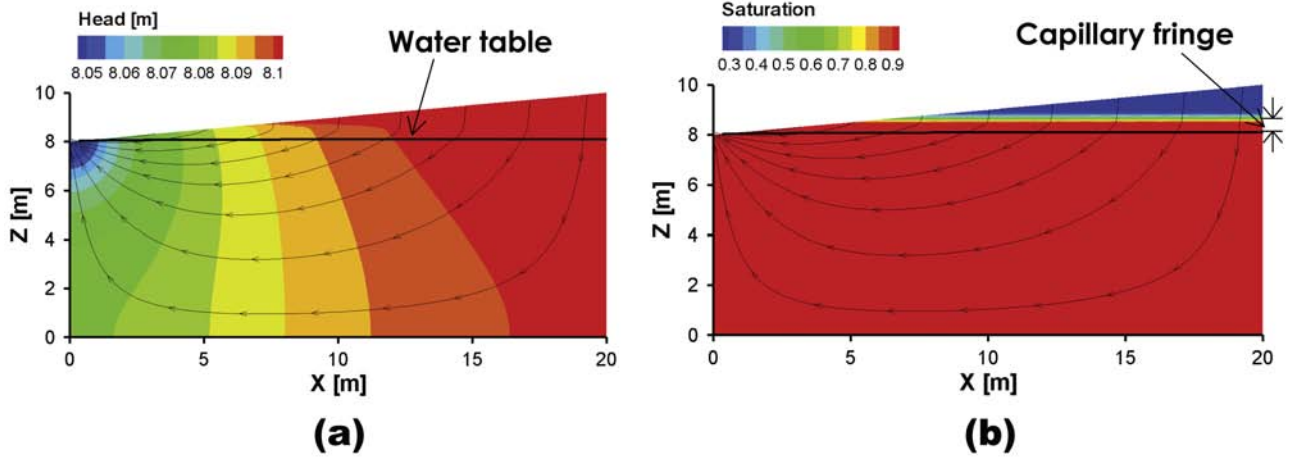 Head [m]
8.05 8.06 8.07 8.08 8.09 8.1
Water table
10
8
6
4
2
0
Z [m]
0 5 10 15 20
X [m]
(a)
Saturation
0.3 0.4 0.5 0.6 0.7 0.8 0.9
Capillary fringe
10
8
6
4
2
0
Z [m]
0 5 10 15 20
X [m]
(b)